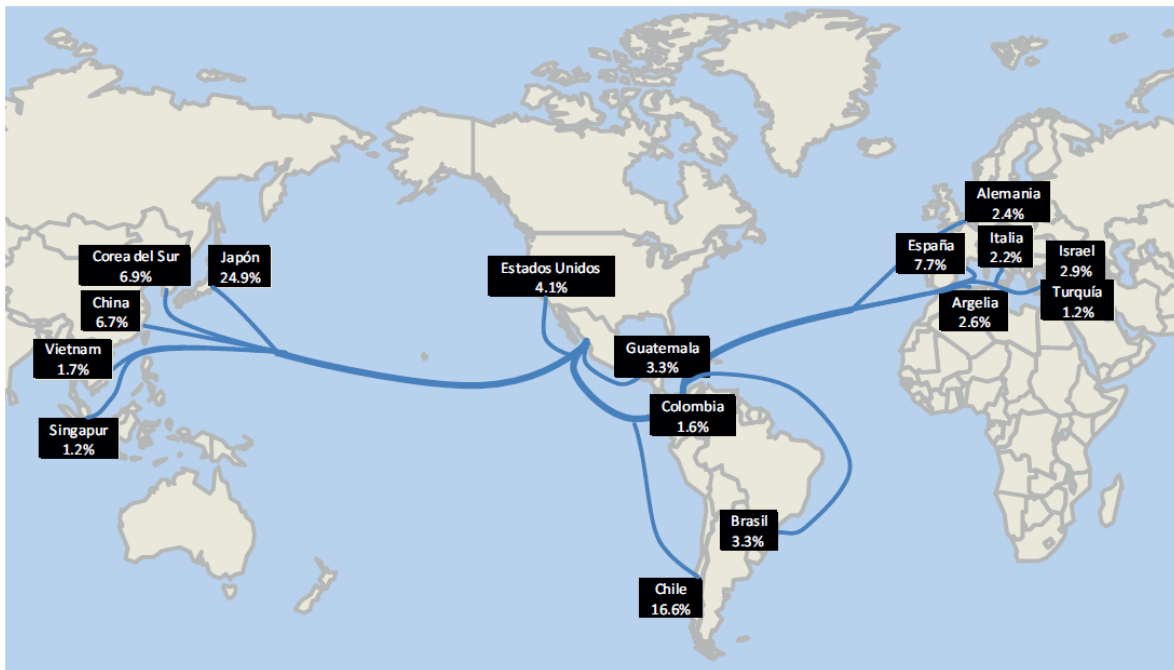 Alemania
2.4%
España
7.7%
Italia
2.2%
Israel
2.9%
Corea del Sur
6.9%
Japón
24.9%
Estados Unidos
4.1%
Argelia
2.6%
Turquía
1.2%
China
6.7%
Vietnam
1.7%
Guatemala
3.3%
Colombia
1.6%
Singapur
1.2%
Brasil
3.3%
Chile
16.6%